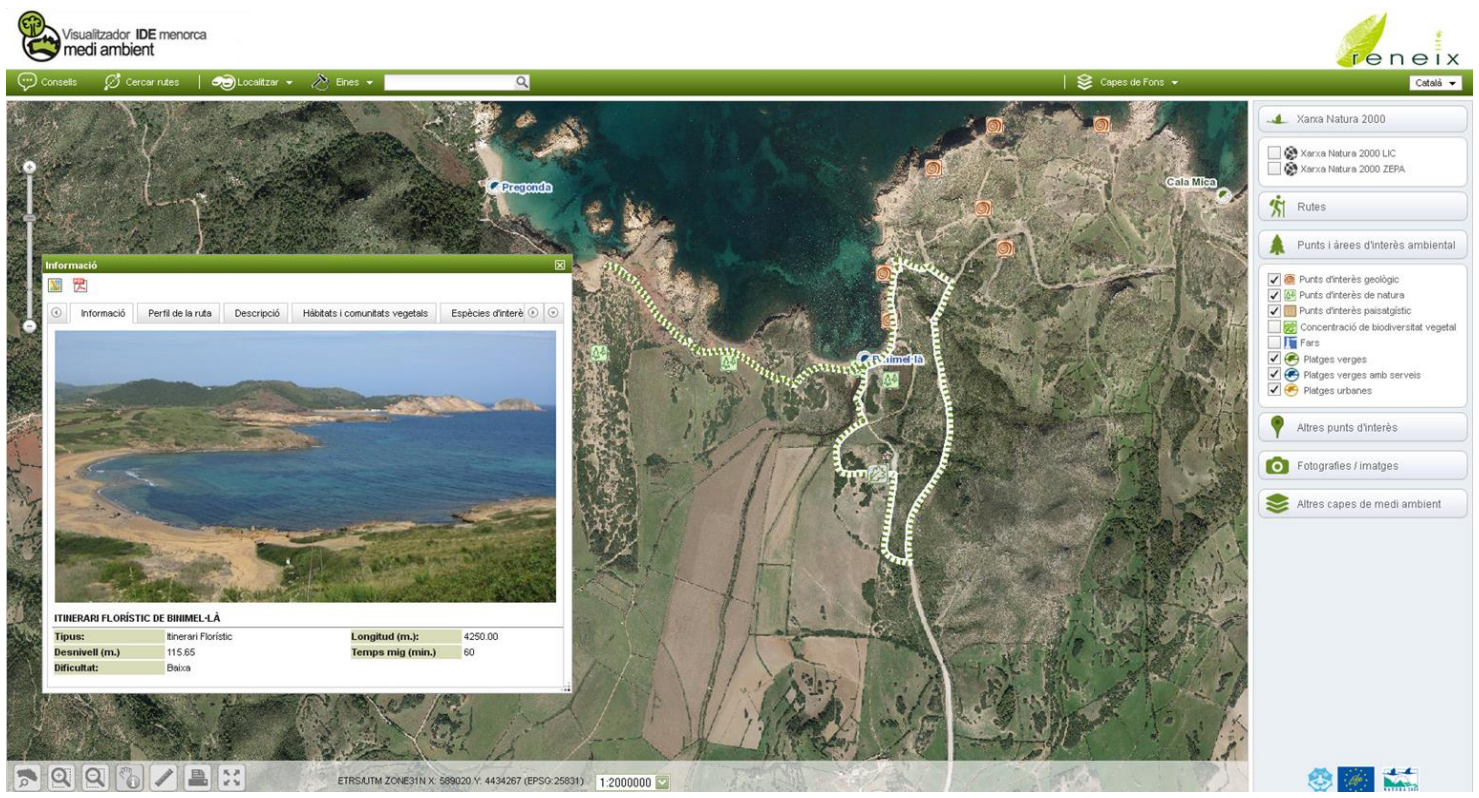 Visualitzador IDE menorca
medi ambient
reneix
Consells
Cercar rutes
Localitzar
Eines
Capes de Fons
Català
Pregonda
Cala Mica
Informació
Informació
Perfil de la ruta
Descripció
Hàbitats i comunitats vegetals
Espècies d'interè
ITINERARI FLORÍSTIC DE BINIMEL·LÀ
Tipus: Itinerari Florístic Longitud (m.): 4250.00
Desnivell (m.) 115.65 Temps mig (min.) 60
Dificultat: Baixa
Xarxa Natura 2000
Xarxa Natura 2000 LIC
Xarxa Natura 2000 ZEPA
Rutes
Punts i àrees d'interès ambiental
Punts d'interès geològic
Punts d'interès de natura
Punts d'interès paisatgístic
Concentració de biodiversitat vegetal
Fars
Platges verges
Platges verges amb serveis
Platges urbanes
Altres punts d'interès
Fotografies / imatges
Altres capes de medi ambient
ETRS/UTM ZONE31N X: 589020 Y: 4434267 (EPSG:25831)
1:2000000
NATURA 2000